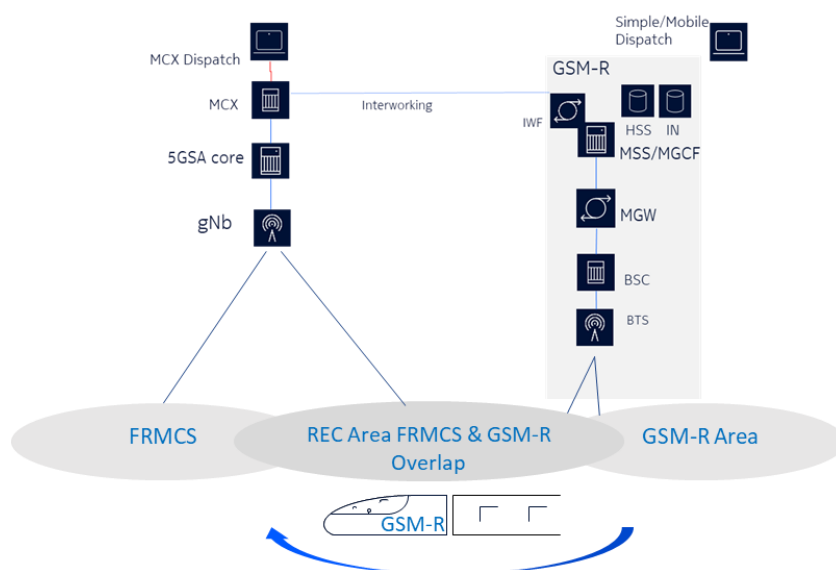 Simple/Mobile
Dispatch
MCX Dispatch
GSM-R
MCX
Interworking
IWF
HSS
IN
MSS/MGCF
5GSA core
gNb
MGW
BSC
BTS
FRMCS
REC Area FRMCS & GSM-R
Overlap
GSM-R Area
GSM-R